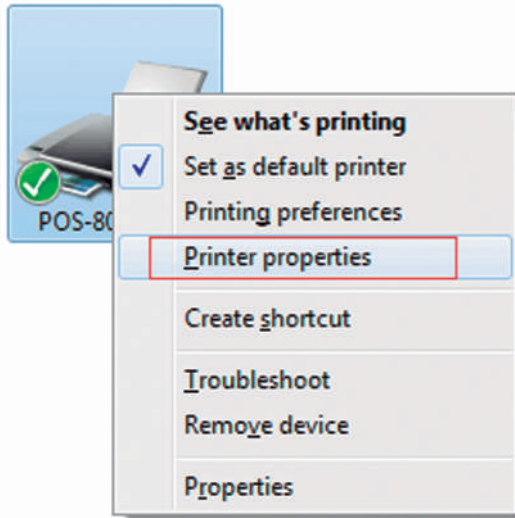 See what's printing
Set as default printer
Printing preferences
Printer properties
Create shortcut
Troubleshoot
Remove device
Properties
POS-80